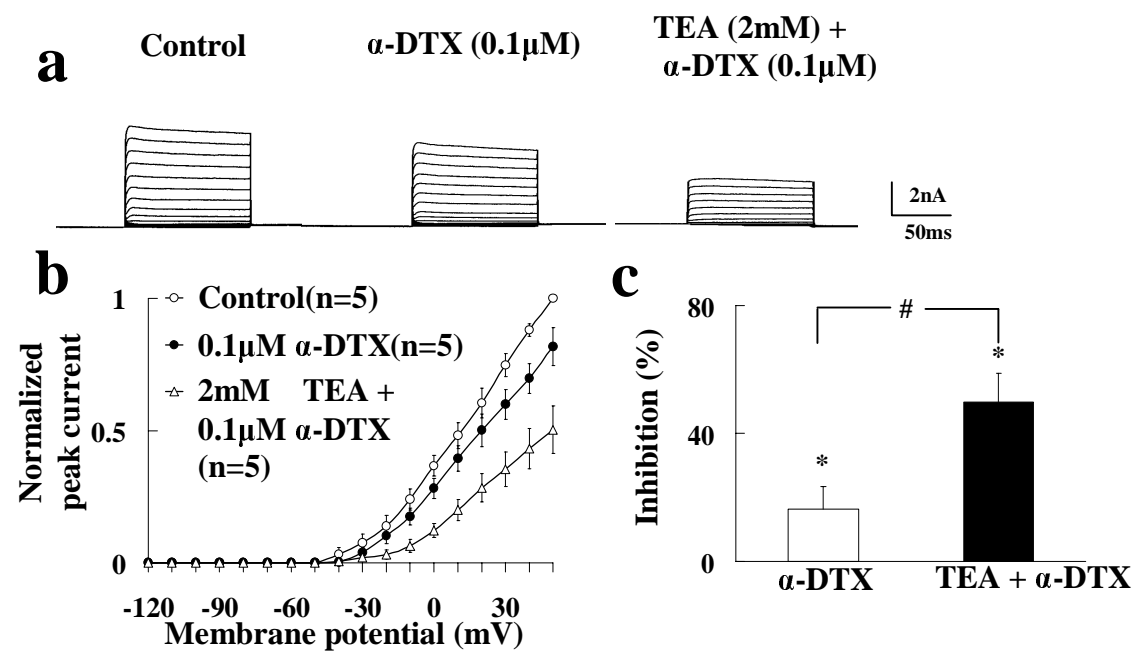 a
Control
α-DTX (0.1μM)
TEA (2mM) +
α-DTX (0.1μM)
2nA
50ms
b
Normalized
peak current
1
0.5
0
Control(n=5)
0.1μM α-DTX(n=5)
2mM TEA +
0.1μM α-DTX
(n=5)
-120 -90 -60 -30 0 30
Membrane potential (mV)
c
Inhibition (%)
80
40
0
#
*
*
α-DTX
TEA + α-DTX